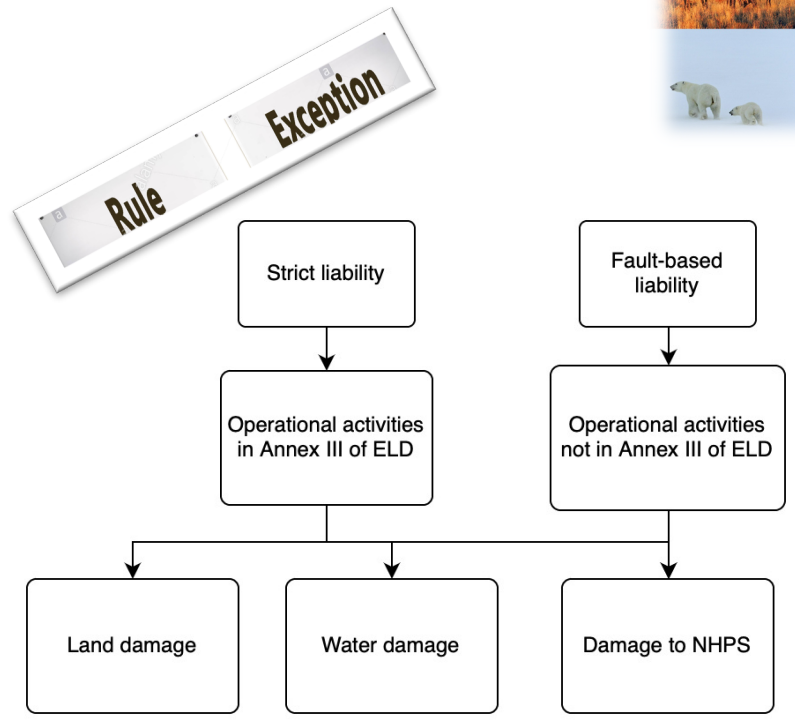 Rule
Exception
Strict liability
Fault-based
liability
Operational activities
in Annex III of ELD
Operational activities
not in Annex III of ELD
Land damage
Water damage
Damage to NHPS